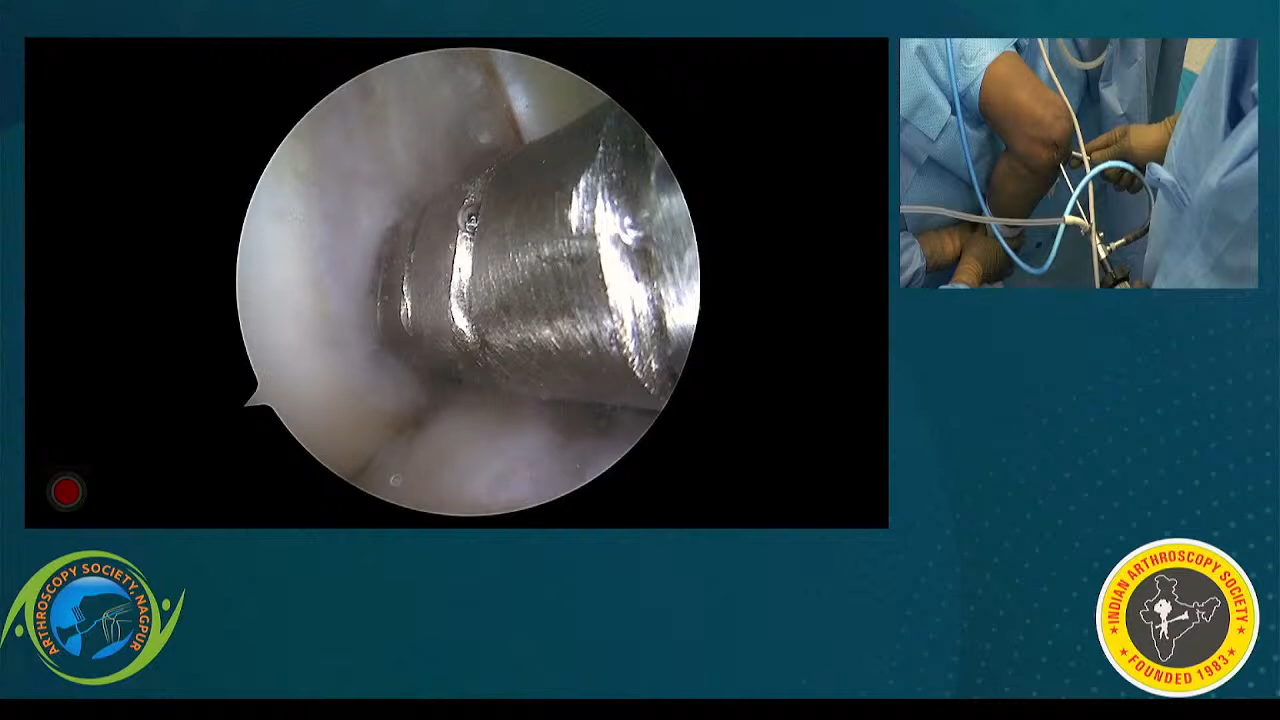 ARTHROSCOPY SOCIETY, NAGPUR
INDIAN ARTHROSCOPY SOCIETY
★ FOUNDED 1983 ★